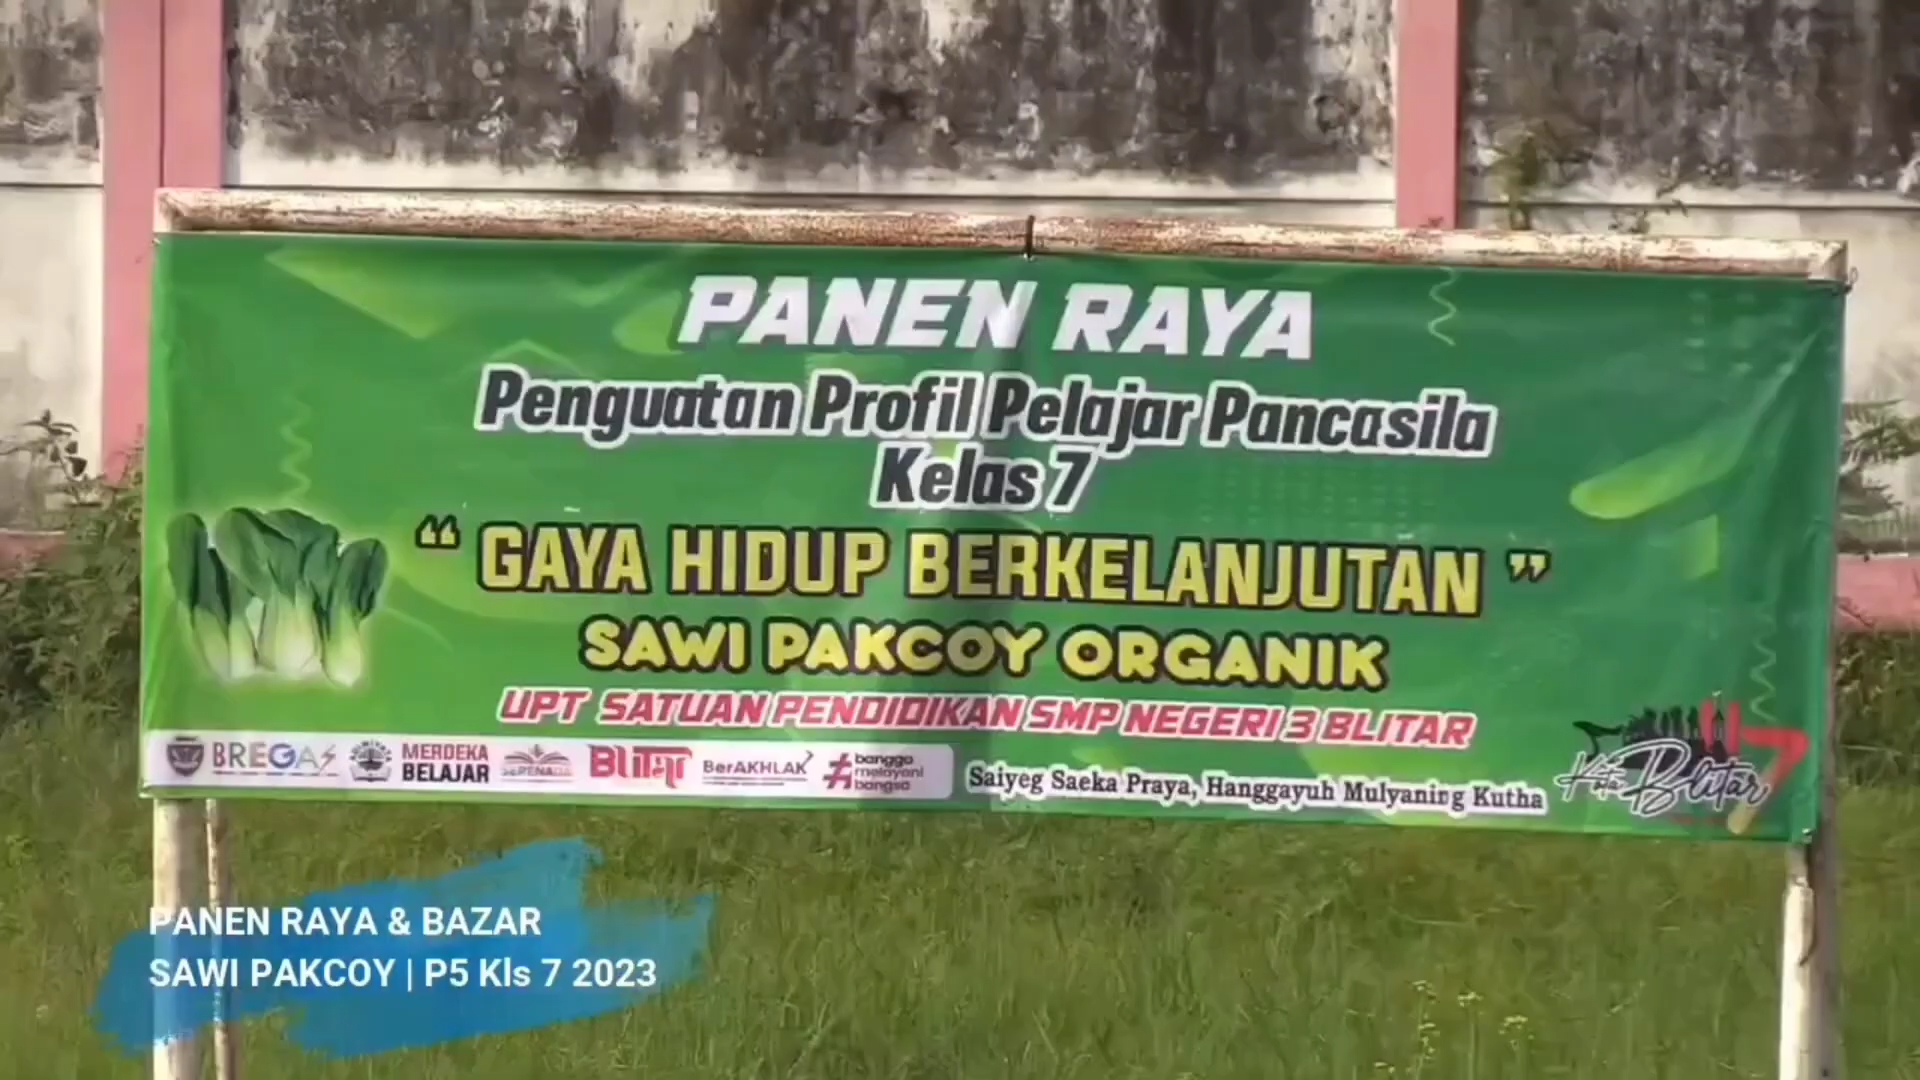 PANEN RAYA
Penguatan Profil Pelajar Pancasila
Kelas 7
“ GAYA HIDUP BERKELANJUTAN ”
SAWI PAKCOY ORGANIK
UPT SATUAN PENDIDIKAN SMP NEGERI 3 BLITAR
BREGAS
MERDEKA
BELAJAR
SERENADA
BLITAR
BerAKHLAK
#bangga
melayani
bangsa
Saiyeg Saeka Praya, Hanggayuh Mulyaning Kutha
Kota Blitar
PANEN RAYA & BAZAR
SAWI PAKCOY | P5 Kls 7 2023